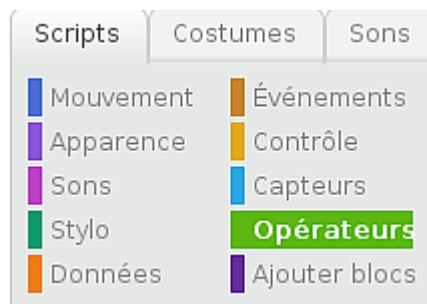 Scripts Costumes Sons
Mouvement Événements
Apparence Contrôle
Sons Capteurs
Stylo Opérateurs
Données Ajouter blocs